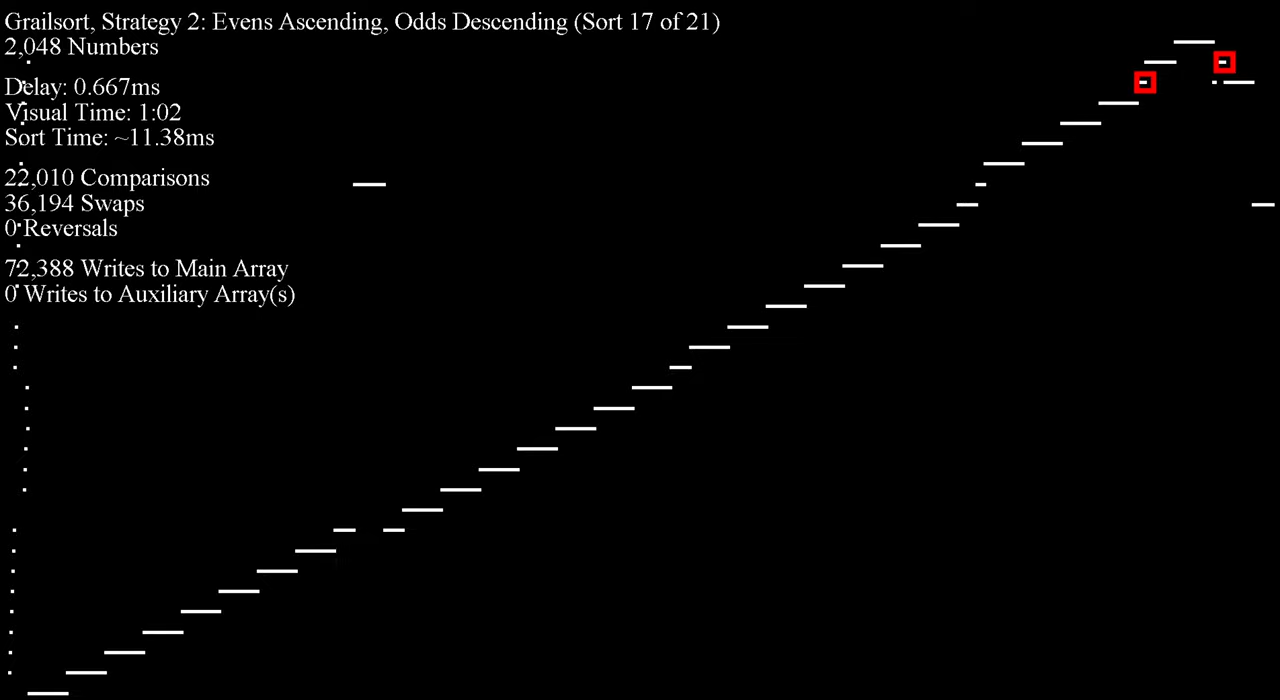 Grailsort, Strategy 2: Evens Ascending, Odds Descending (Sort 17 of 21)
2,048 Numbers
Delay: 0.667ms
Visual Time: 1:02
Sort Time: ~11.38ms
22,010 Comparisons
36,194 Swaps
0 Reversals
72,388 Writes to Main Array
0 Writes to Auxiliary Array(s)